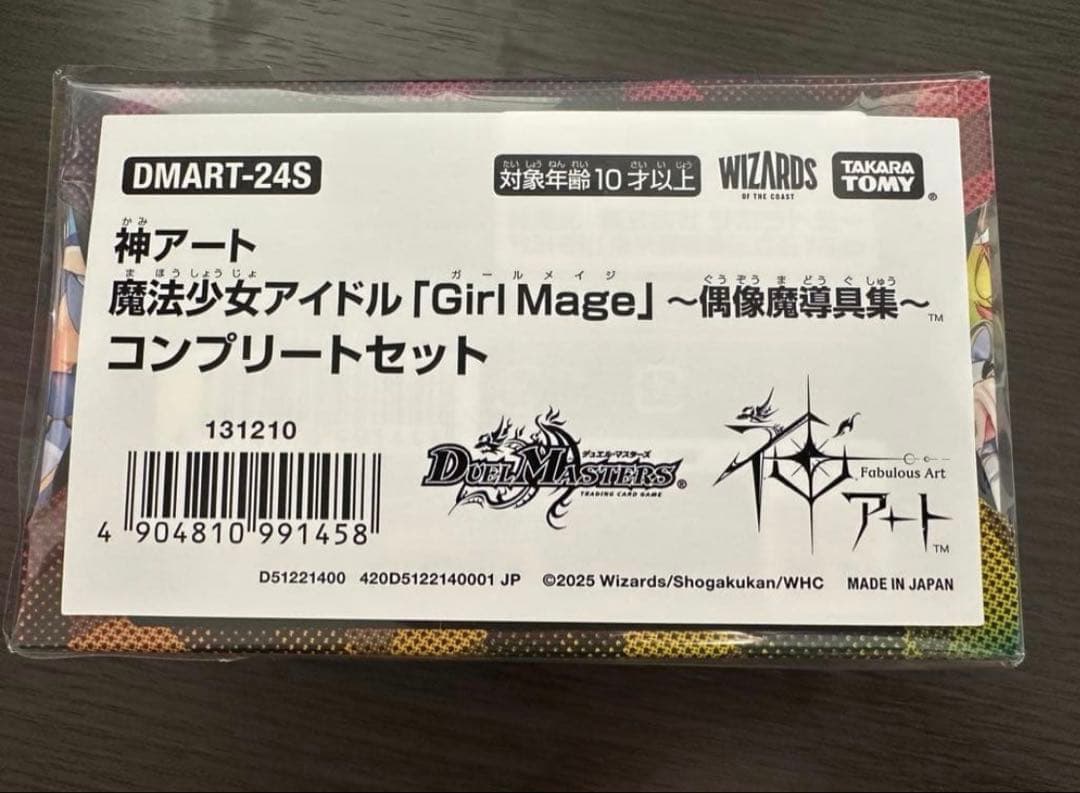 DMART-24S
たいしょうねんれい さいいじょう
対象年齢10才以上
WIZARDS
OF THE COAST
TAKARA
TOMY
®
かみ
神アート
まほうしょうじょ ガールメイジ ぐうぞうまどうぐしゅう
魔法少女アイドル「Girl Mage」～偶像魔導具集～™
コンプリートセット
131210
4 904810 991458
デュエル・マスターズ
DUEL MASTERS®
TRADING CARD GAME
神
Fabulous Art
アート™
D51221400 420D5122140001 JP ©2025 Wizards/Shogakukan/WHC MADE IN JAPAN